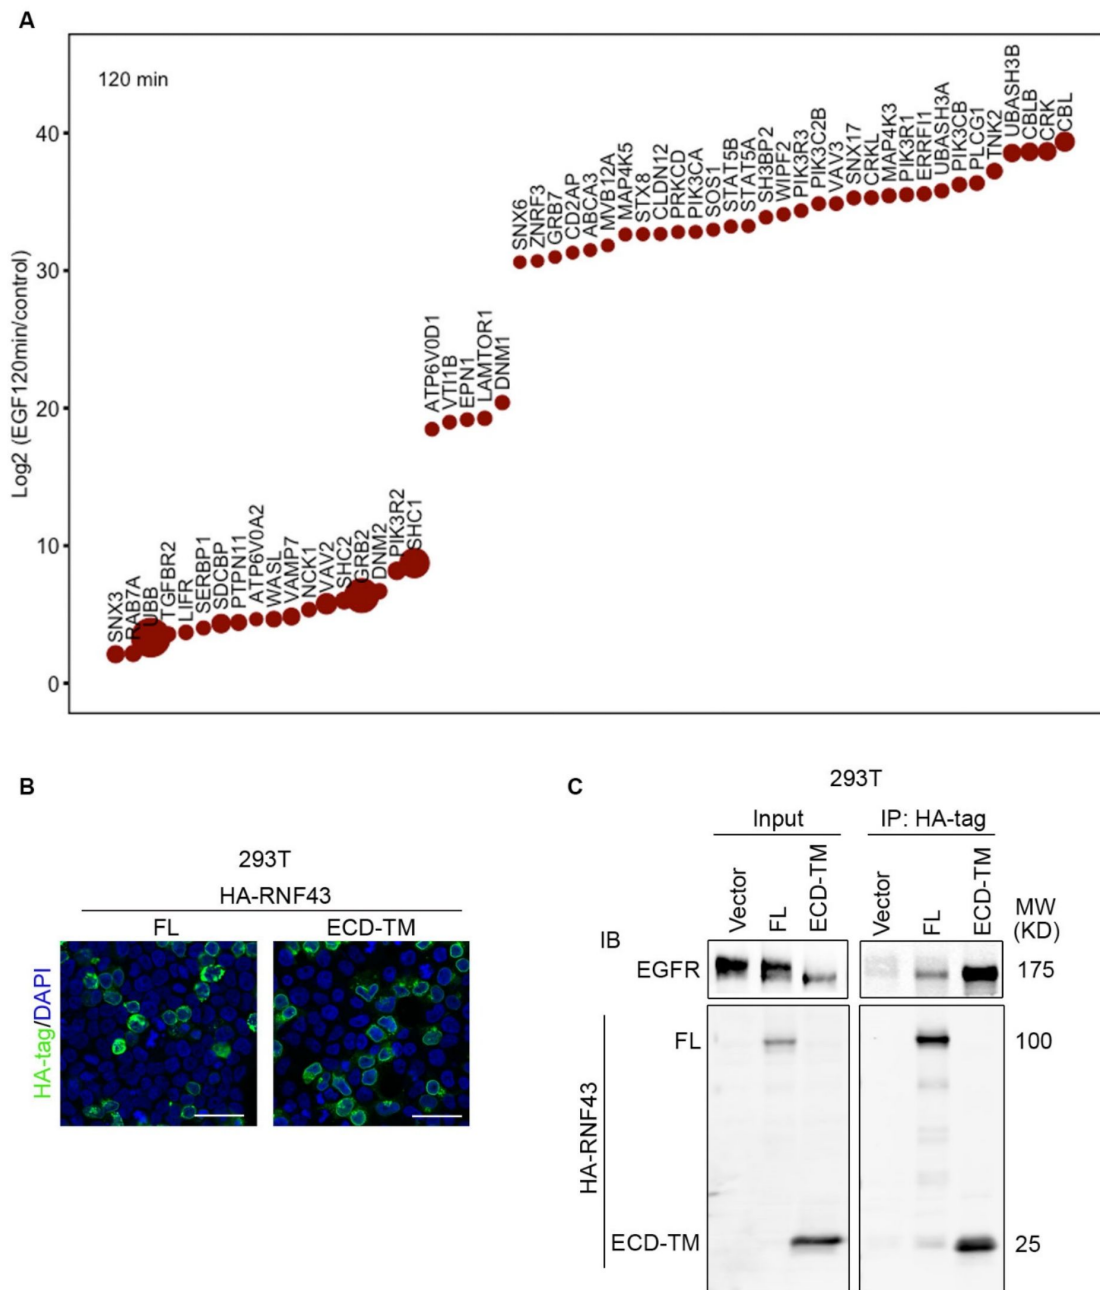 A
120 min
Log2 (EGF120min/control)
40
30
20
10
0
SNX3
RAB7A
UBB
TGFBR2
LIFR
SERBP1
SDCBP
PTPN11
ATP6V0A2
WASL
VAMP7
NCK1
VAV2
SHC2
GRB2
DNM2
PIK3R2
SHC1
ATP6V0D1
VTI1B
EPN1
LAMTOR1
DNM1
SNX6
ZNRF3
GRB7
CD2AP
ABCA3
MVB12A
MAP4K5
STX8
CLDN12
PRKCD
PIK3CA
SOS1
STAT5B
STAT5A
SH3BP2
WIPF2
PIK3R3
PIK3C2B
VAV3
SNX17
CRKL
MAP4K3
PIK3R1
ERRFI1
UBASH3A
PIK3CB
PLCG1
TNK2
UBASH3B
CBLB
CRK
CBL
B
293T
HA-RNF43
FL
ECD-TM
HA-tag/DAPI
C
293T
Input
IP: HA-tag
Vector
FL
ECD-TM
Vector
FL
ECD-TM
MW
(KD)
IB
EGFR
175
HA-RNF43
FL
100
ECD-TM
25